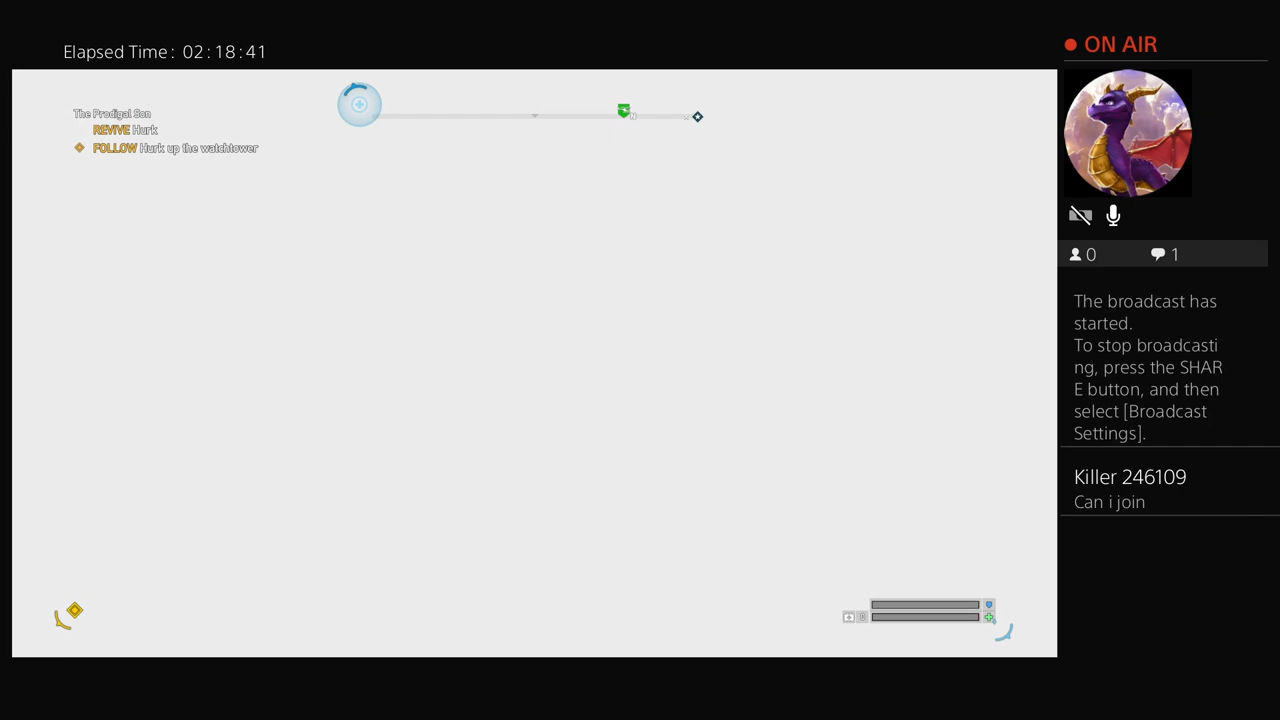 Elapsed Time: 02:18:41
ON AIR
The Prodigal Son
REVIVE Hurk
FOLLOW Hurk up the watchtower
N
0 1
The broadcast has
started.
To stop broadcasti
ng, press the SHAR
E button, and then
select [Broadcast
Settings].
Killer 246109
Can i join